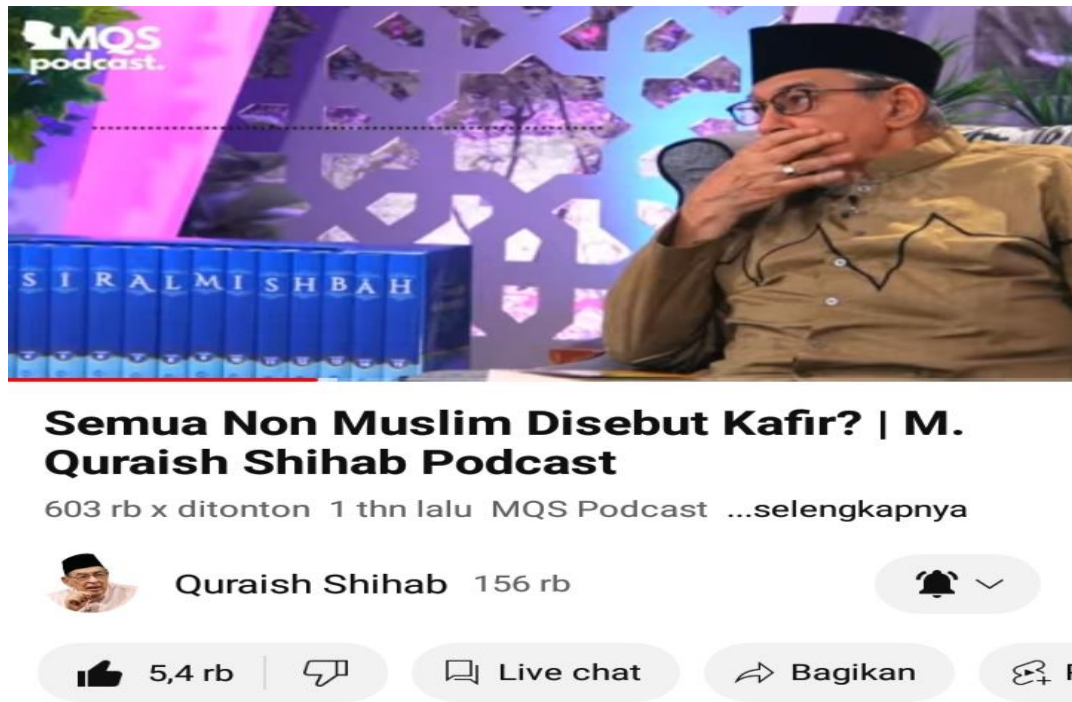 MQS
podcast.
S I R A L M I S H B A H
Semua Non Muslim Disebut Kafir? | M.
Quraish Shihab Podcast
603 rb x ditonton 1 thn lalu MQS Podcast ...selengkapnya
Quraish Shihab 156 rb
5,4 rb Live chat Bagikan